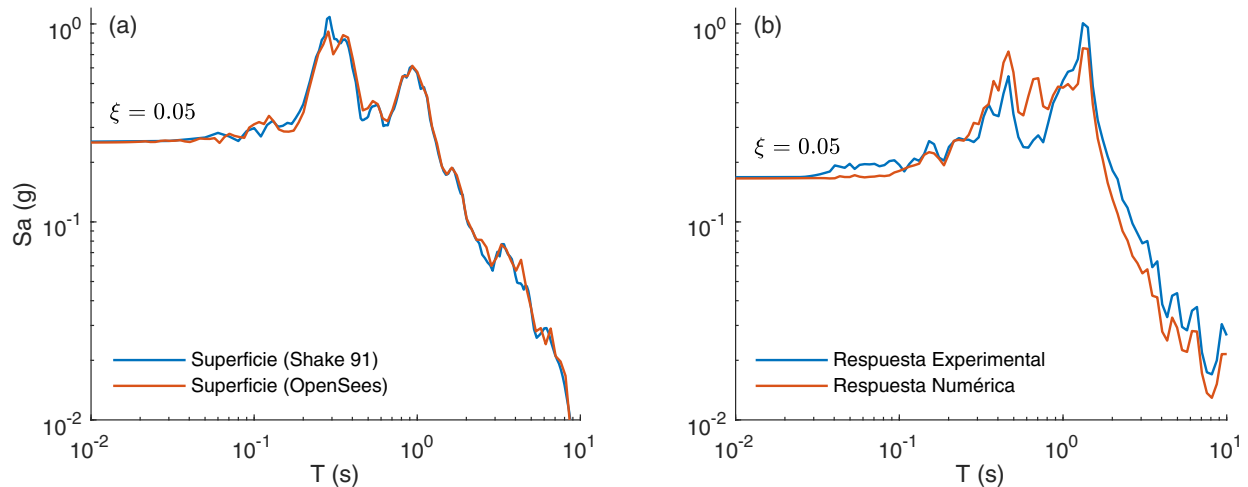 (a)
10^0
10^-1
10^-2
Sa (g)
ξ = 0.05
Superficie (Shake 91)
Superficie (OpenSees)
10^-2
10^-1
10^0
10^1
T (s)
(b)
10^0
10^-1
10^-2
ξ = 0.05
Respuesta Experimental
Respuesta Numérica
10^-2
10^-1
10^0
10^1
T (s)